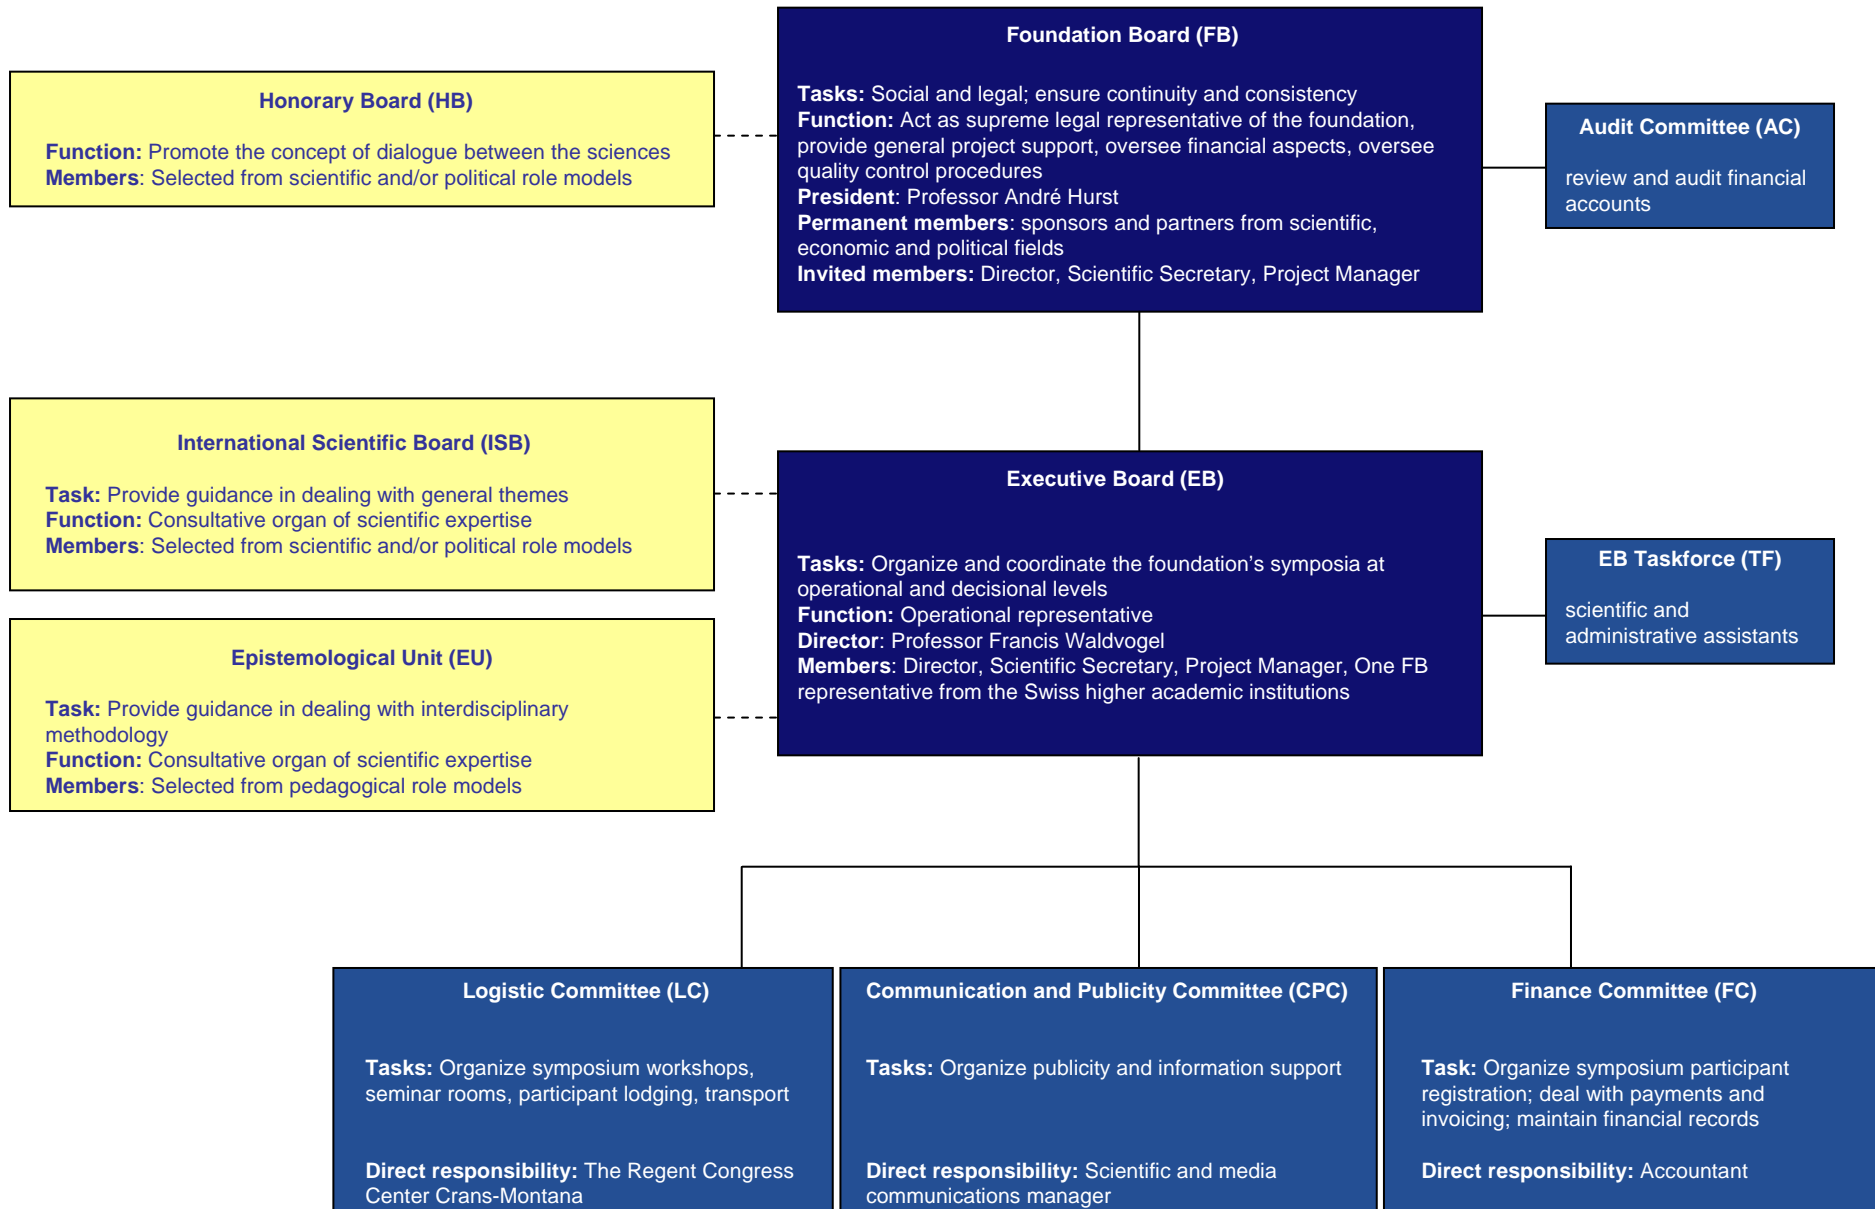 Foundation Board (FB)
Tasks: Social and legal; ensure continuity and consistency
Function: Act as supreme legal representative of the foundation,
provide general project support, oversee financial aspects, oversee
quality control procedures
President: Professor André Hurst
Permanent members: sponsors and partners from scientific,
economic and political fields
Invited members: Director, Scientific Secretary, Project Manager
Honorary Board (HB)
Function: Promote the concept of dialogue between the sciences
Members: Selected from scientific and/or political role models
Audit Committee (AC)
review and audit financial
accounts
International Scientific Board (ISB)
Task: Provide guidance in dealing with general themes
Function: Consultative organ of scientific expertise
Members: Selected from scientific and/or political role models
Executive Board (EB)
Tasks: Organize and coordinate the foundation’s symposia at
operational and decisional levels
Function: Operational representative
Director: Professor Francis Waldvogel
Members: Director, Scientific Secretary, Project Manager, One FB
representative from the Swiss higher academic institutions
EB Taskforce (TF)
scientific and
administrative assistants
Epistemological Unit (EU)
Task: Provide guidance in dealing with interdisciplinary
methodology
Function: Consultative organ of scientific expertise
Members: Selected from pedagogical role models
Logistic Committee (LC)
Tasks: Organize symposium workshops,
seminar rooms, participant lodging, transport
Direct responsibility: The Regent Congress
Center Crans-Montana
Communication and Publicity Committee (CPC)
Tasks: Organize publicity and information support
Direct responsibility: Scientific and media
communications manager
Finance Committee (FC)
Task: Organize symposium participant
registration; deal with payments and
invoicing; maintain financial records
Direct responsibility: Accountant